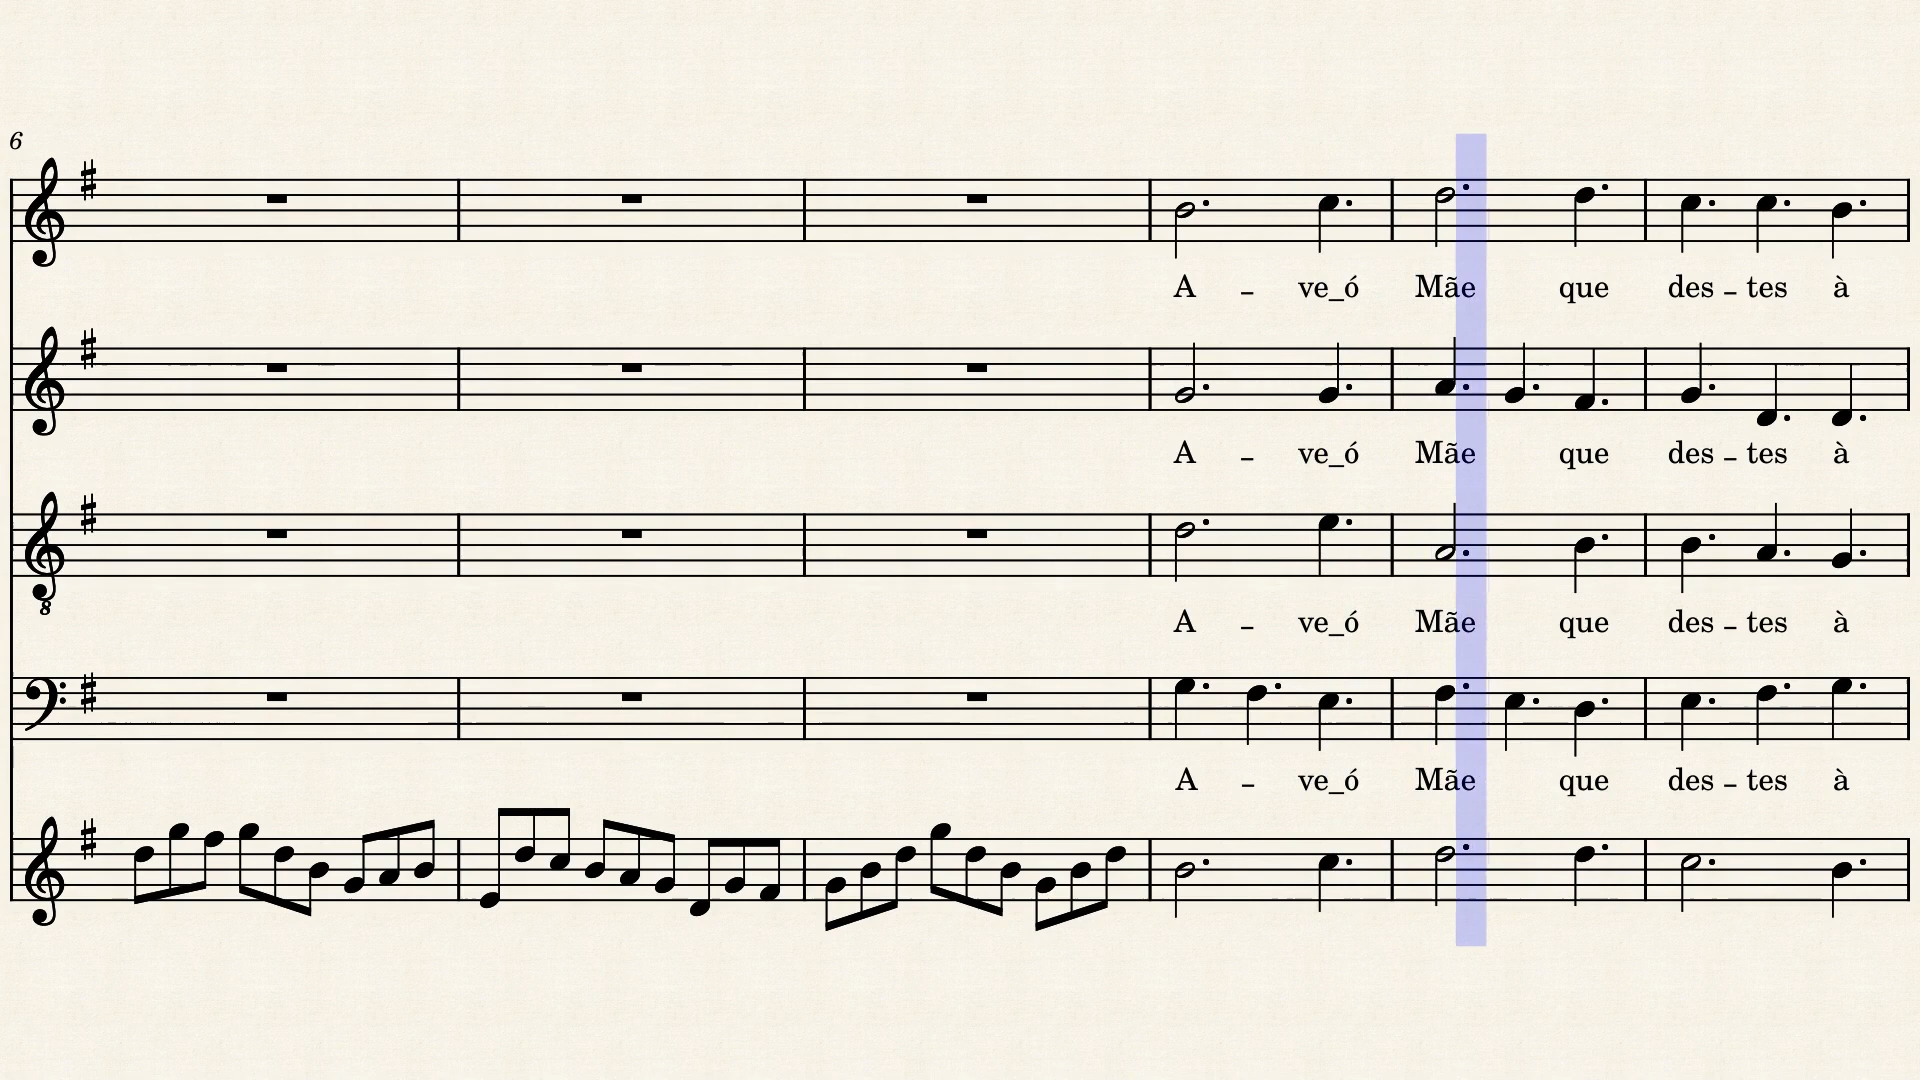 6
A - ve_ó Mãe que des - tes à
A - ve_ó Mãe que des - tes à
8
A - ve_ó Mãe que des - tes à
A - ve_ó Mãe que des - tes à